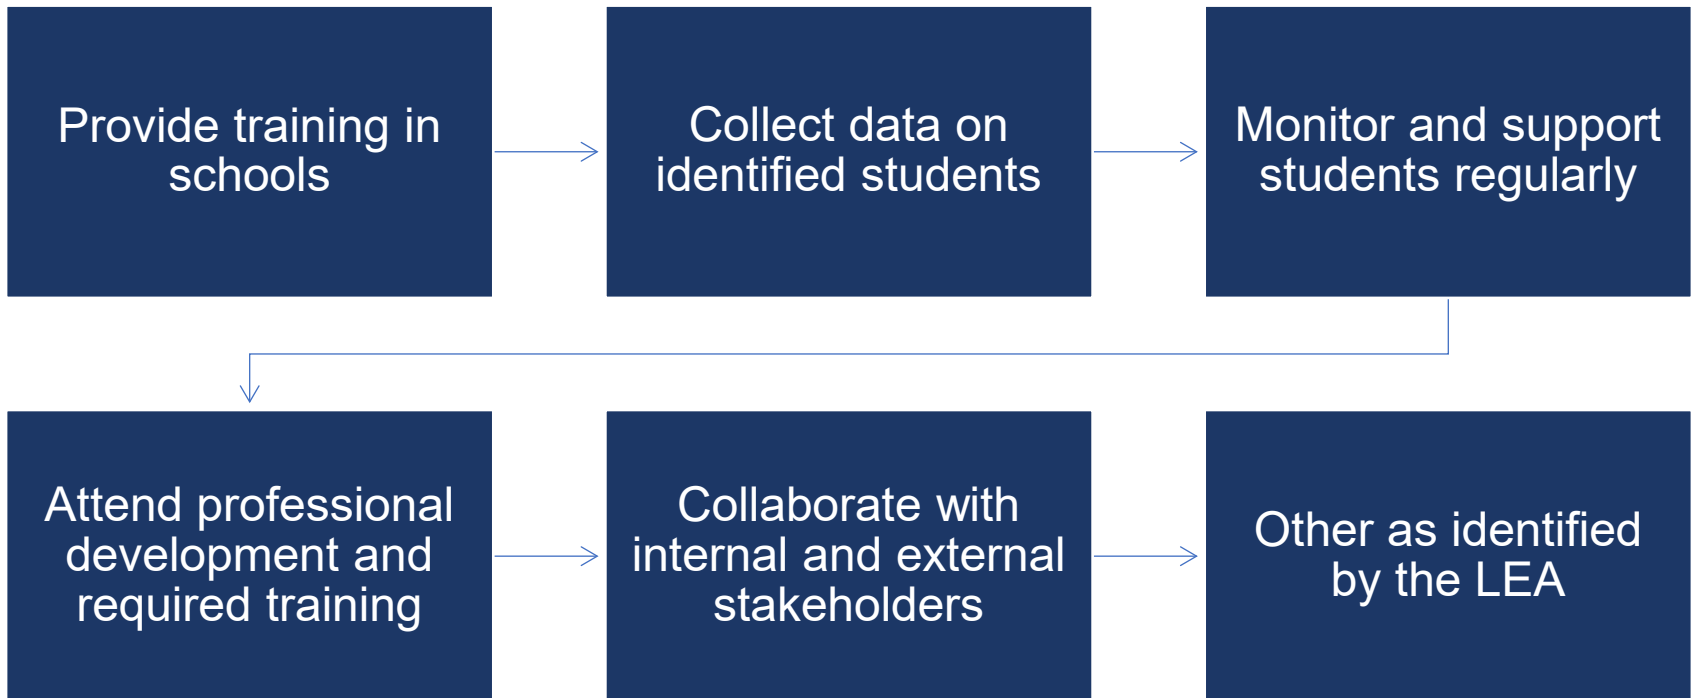 Provide training in
schools
Collect data on
identified students
Monitor and support
students regularly
Attend professional
development and
required training
Collaborate with
internal and external
stakeholders
Other as identified
by the LEA